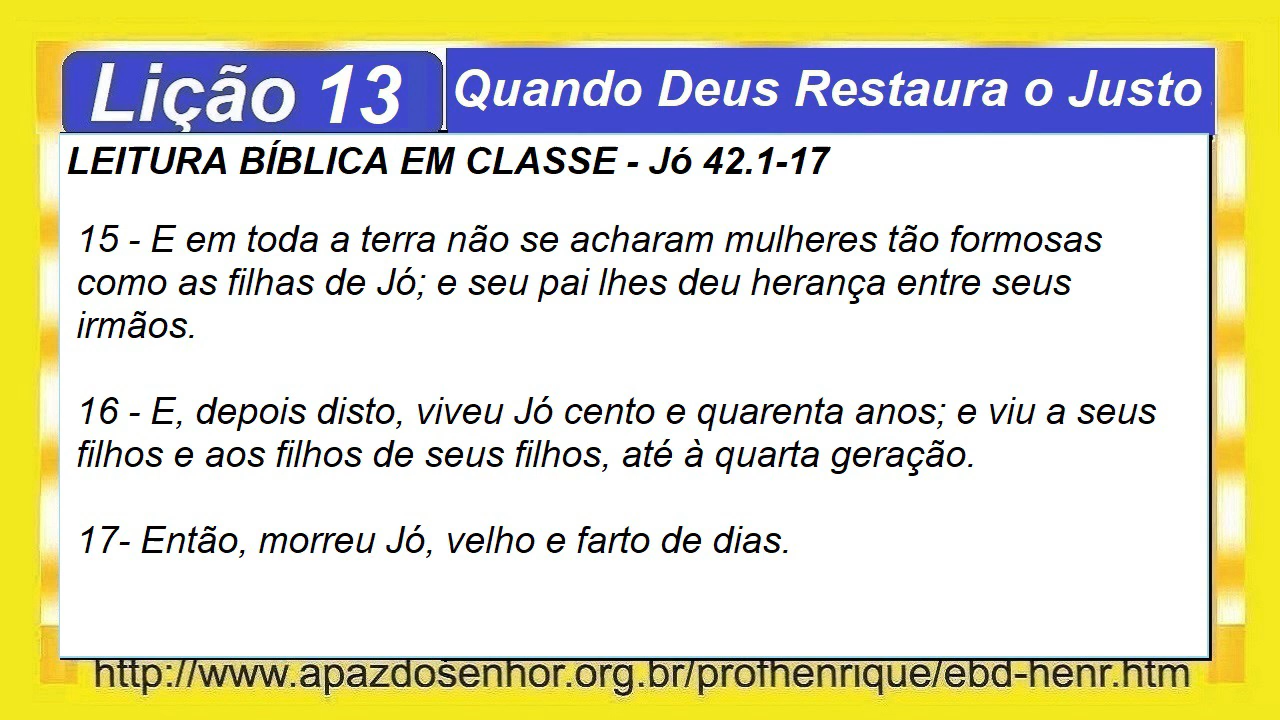 Lição 13
Quando Deus Restaura o Justo
LEITURA BÍBLICA EM CLASSE - Jó 42.1-17
15 - E em toda a terra não se acharam mulheres tão formosas
como as filhas de Jó; e seu pai lhes deu herança entre seus
irmãos.
16 - E, depois disto, viveu Jó cento e quarenta anos; e viu a seus
filhos e aos filhos de seus filhos, até à quarta geração.
17- Então, morreu Jó, velho e farto de dias.
http://www.apazdosenhor.org.br/profhenrique/ebd-henr.htm